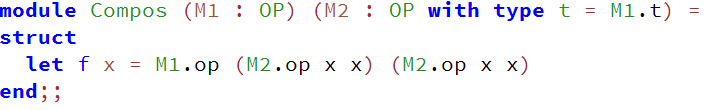 module Compos (M1 : OP) (M2 : OP with type t = M1.t) =
struct
  let f x = M1.op (M2.op x x) (M2.op x x)
end;;